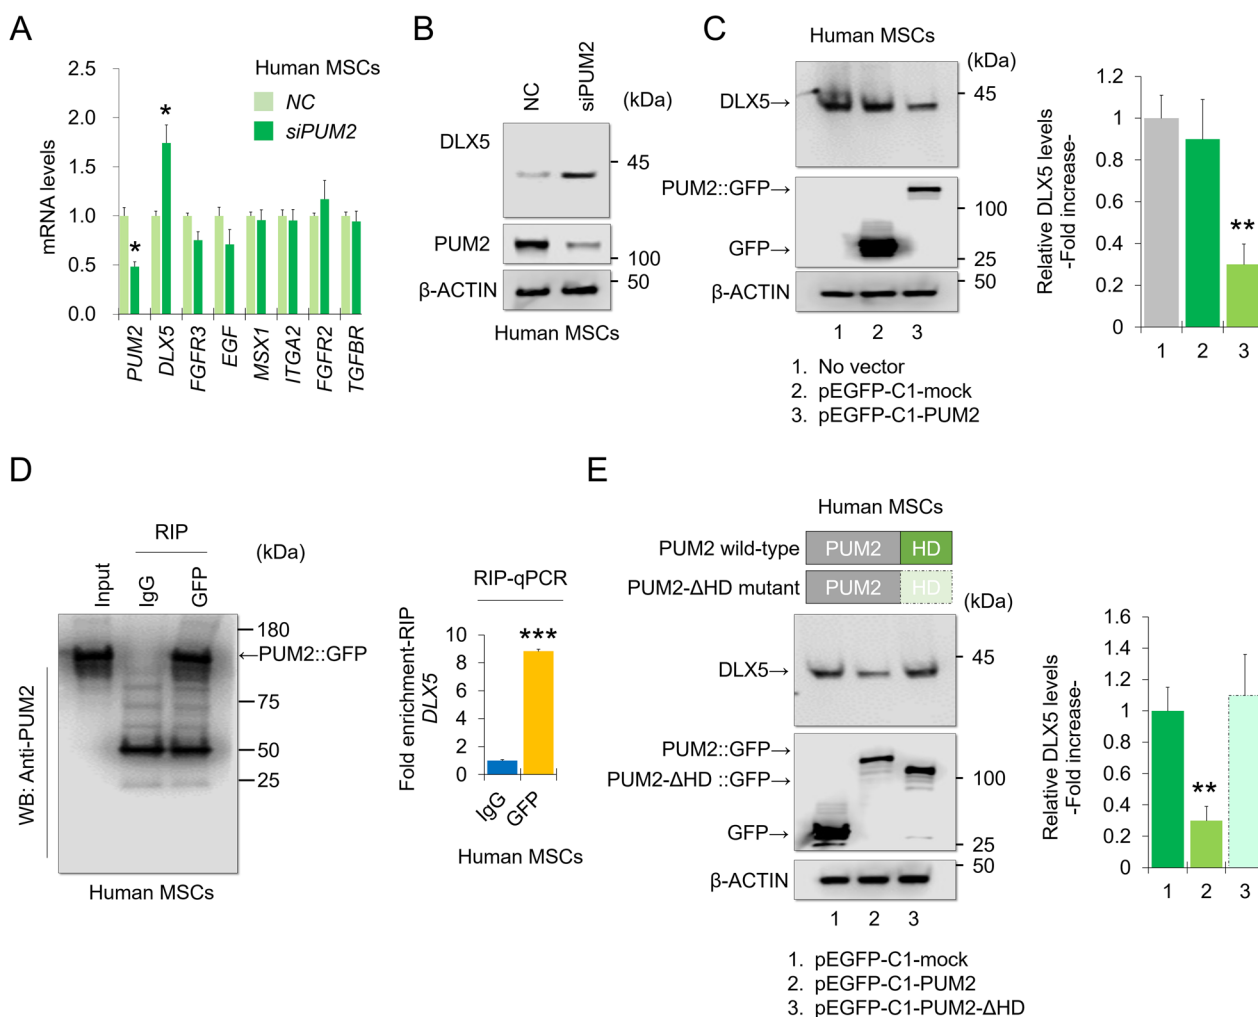 A
Human MSCs
NC
siPUM2
mRNA levels
2.5
2.0
1.5
1.0
0.5
0.0
*
*
PUM2
DLX5
FGFR3
EGF
MSX1
ITGA2
FGFR2
TGFBR
B
NC
siPUM2
(kDa)
DLX5
45
PUM2
100
50
β-ACTIN
Human MSCs
C
Human MSCs
(kDa)
DLX5→
45
PUM2::GFP→
100
GFP→
25
50
β-ACTIN
1 2 3
1. No vector
2. pEGFP-C1-mock
3. pEGFP-C1-PUM2
Relative DLX5 levels
-Fold increase-
1.2
1
0.8
0.6
0.4
0.2
0
**
1 2 3
D
RIP
(kDa)
Input
IgG
GFP
180
←PUM2::GFP
75
50
25
WB: Anti-PUM2
Human MSCs
RIP-qPCR
Fold enrichment-RIP
DLX5
10
8
6
4
2
0
***
IgG
GFP
Human MSCs
E
Human MSCs
PUM2 wild-type PUM2 HD
PUM2-ΔHD mutant PUM2 HD
(kDa)
DLX5→
45
PUM2::GFP→
PUM2-ΔHD ::GFP→
100
GFP→
25
50
β-ACTIN
1 2 3
1. pEGFP-C1-mock
2. pEGFP-C1-PUM2
3. pEGFP-C1-PUM2-ΔHD
Relative DLX5 levels
-Fold increase-
1.6
1.4
1.2
1
0.8
0.6
0.4
0.2
0
**
1 2 3